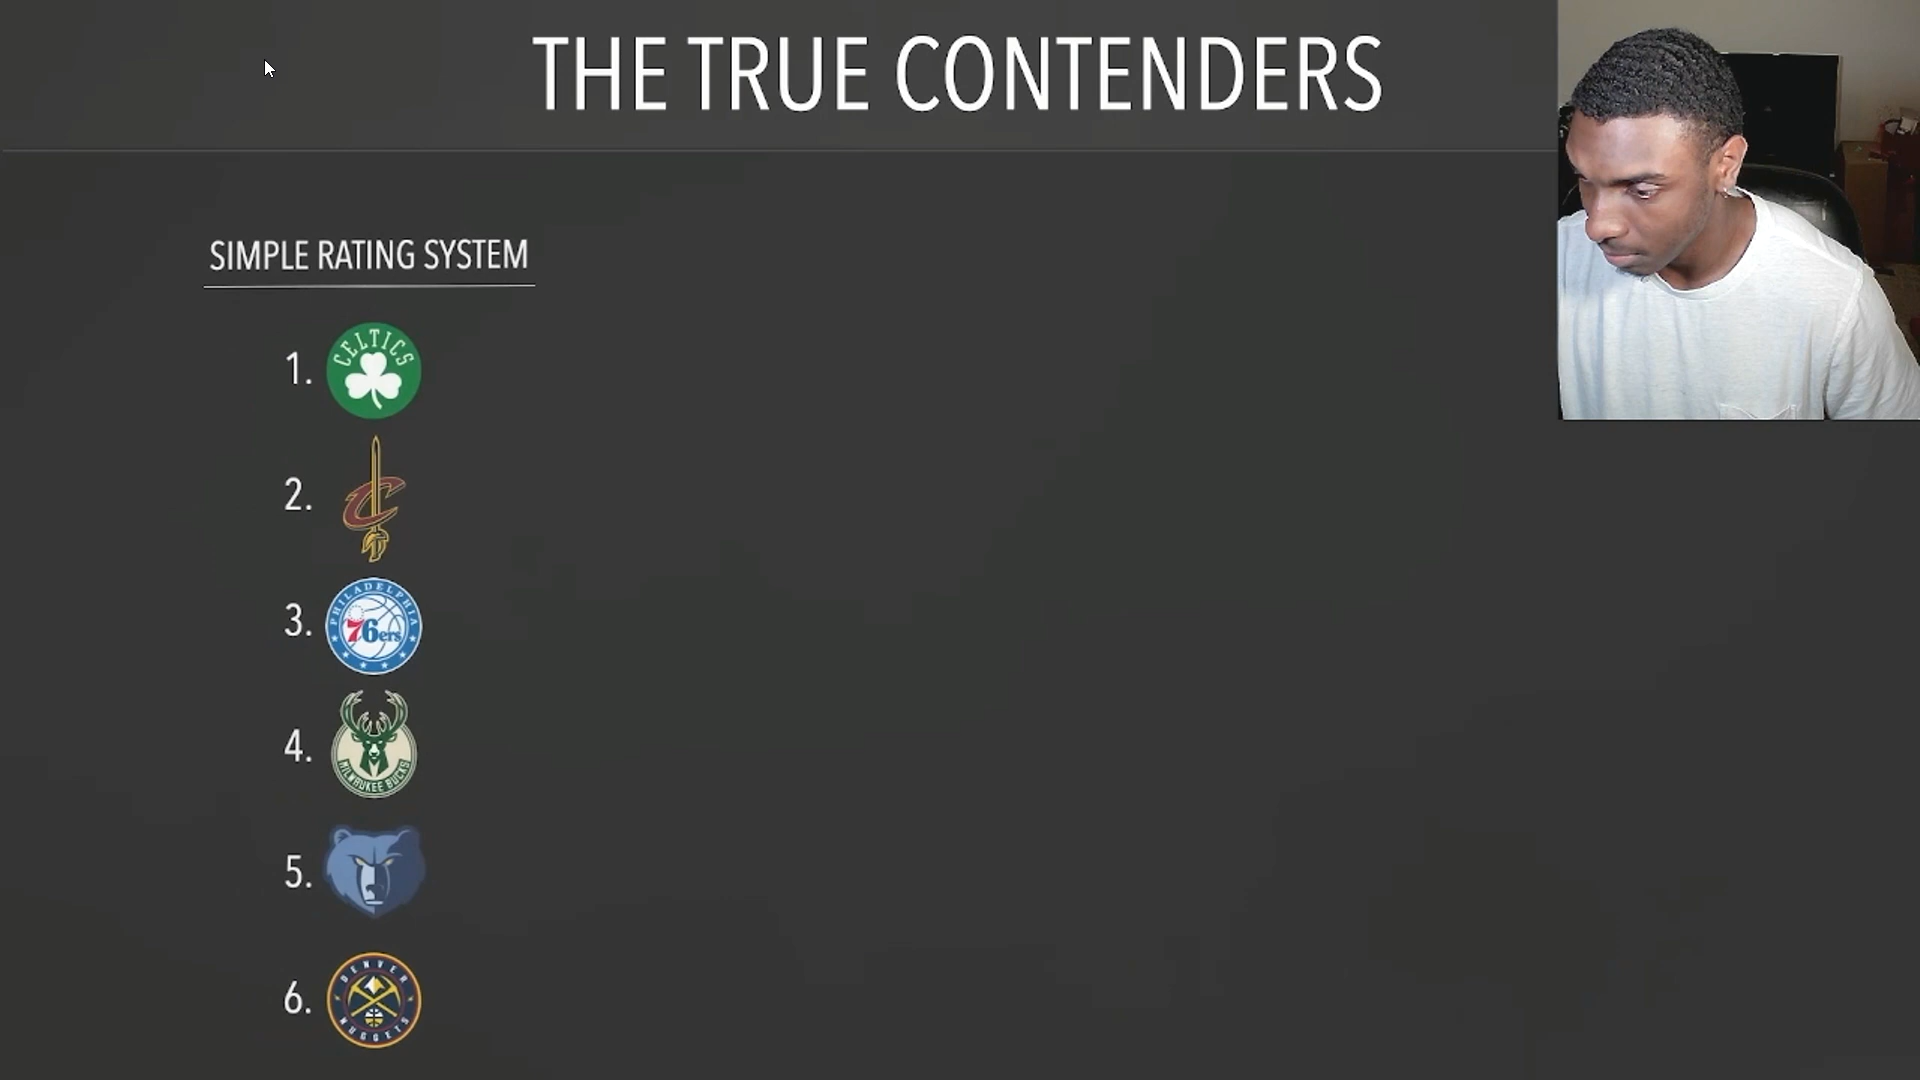 THE TRUE CONTENDERS
SIMPLE RATING SYSTEM
1.
CELTICS
2.
C
3.
PHILADELPHIA
76ers
4.
MILWAUKEE BUCKS
5.
6.
DENVER
NUGGETS